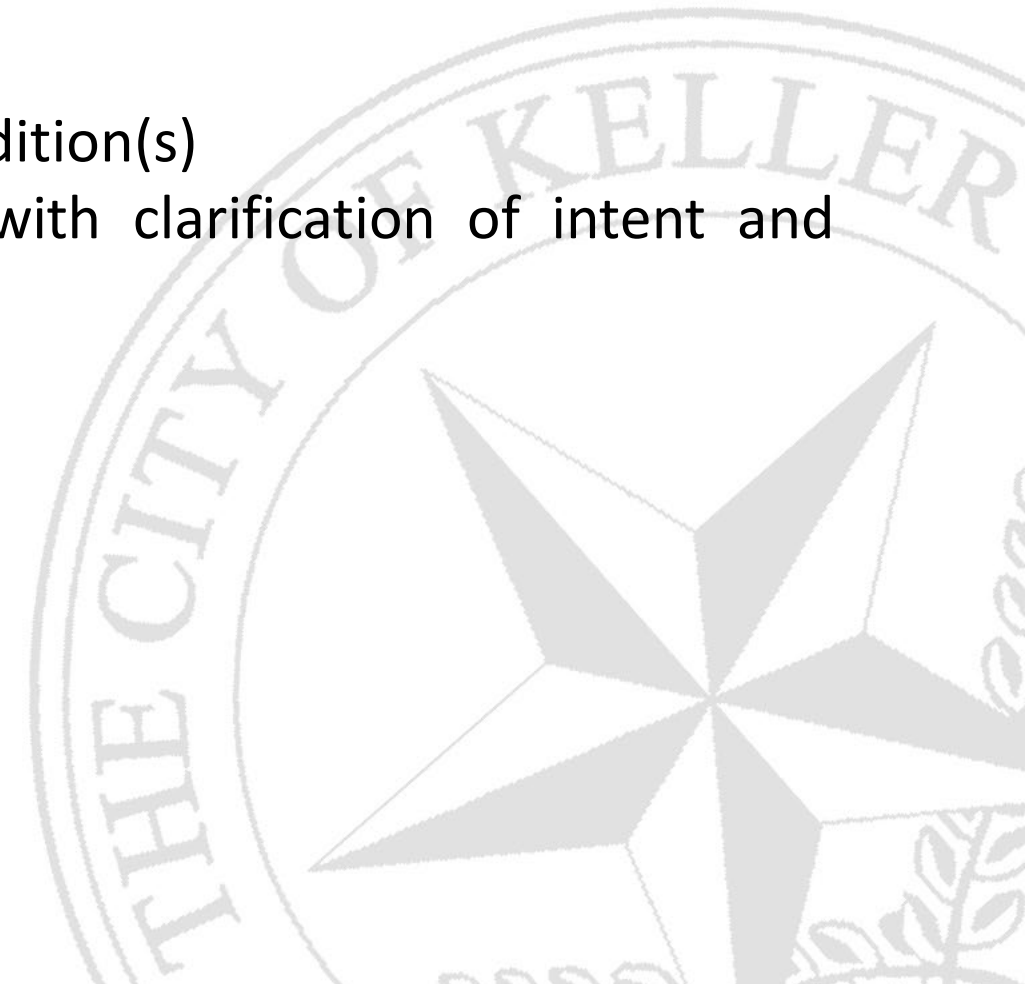 dition(s)
with clarification of intent and
THE CITY OF KELLER